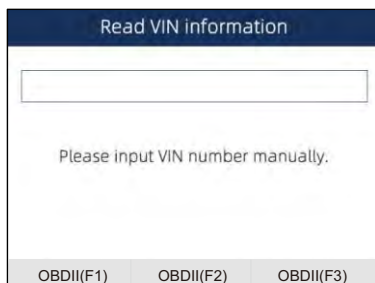 Read VIN information
Please input VIN number manually.
OBDII(F1) OBDII(F2) OBDII(F3)